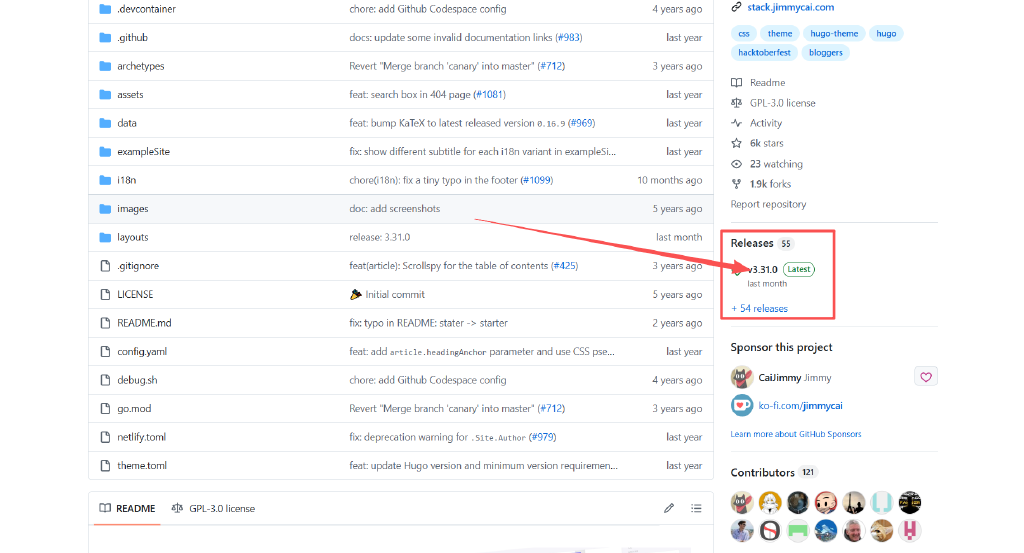 .devcontainer chore: add Github Codespace config 4 years ago
.github docs: update some invalid documentation links (#983) last year
archetypes Revert "Merge branch 'canary' into master" (#712) 3 years ago
assets feat: search box in 404 page (#1081) last year
data feat: bump KaTeX to latest released version 0.16.9 (#969) last year
exampleSite fix: show different subtitle for each i18n variant in exampleSi... last year
i18n chore(i18n): fix a tiny typo in the footer (#1099) 10 months ago
images doc: add screenshots 5 years ago
layouts release: 3.31.0 last month
.gitignore feat(article): Scrollspy for the table of contents (#425) 3 years ago
LICENSE Initial commit 5 years ago
README.md fix: typo in README: stater -> starter 2 years ago
config.yaml feat: add article.headingAnchor parameter and use CSS pse... last year
debug.sh chore: add Github Codespace config 4 years ago
go.mod Revert "Merge branch 'canary' into master" (#712) 3 years ago
netlify.toml fix: deprecation warning for .Site.Author (#979) last year
theme.toml feat: update Hugo version and minimum version requiremen... last year
README GPL-3.0 license
stack.jimmycai.com
css theme hugo-theme hugo
hacktoberfest bloggers
Readme
GPL-3.0 license
Activity
6k stars
23 watching
1.9k forks
Report repository
Releases 55
v3.31.0 Latest
last month
+ 54 releases
Sponsor this project
CaiJimmy Jimmy
ko-fi.com/jimmycai
Learn more about GitHub Sponsors
Contributors 121